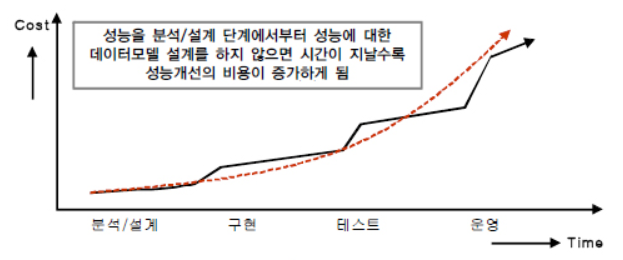 Cost
성능을 분석/설계 단계에서부터 성능에 대한
데이터모델 설계를 하지 않으면 시간이 지날수록
성능개선의 비용이 증가하게 됨
분석/설계 구현 테스트 운영
Time